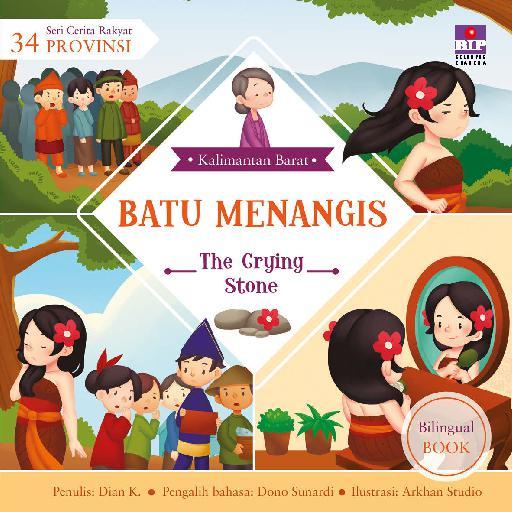 Seri Cerita Rakyat
34 PROVINSI
BIP
Kalimantan Barat
BATU MENANGIS
The Crying
Stone
Bilingual
BOOK
Penulis: Dian K. • Pengalih bahasa: Dono Sunardi • Ilustrasi: Arkhan Studio